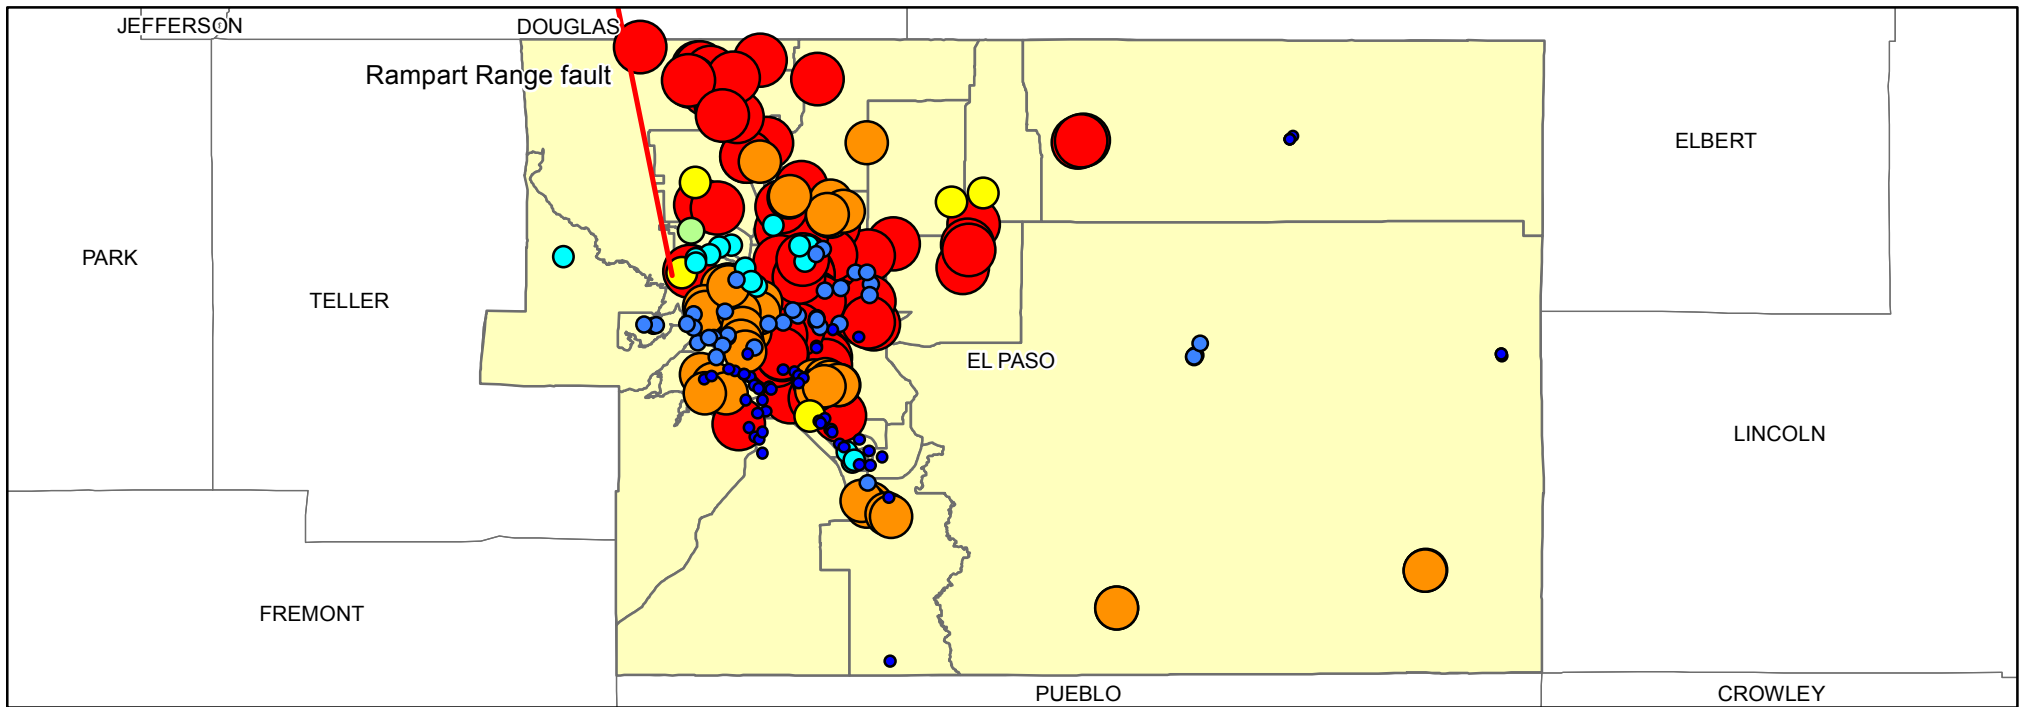 JEFFERSON
DOUGLAS
Rampart Range fault
ELBERT
PARK
TELLER
EL PASO
LINCOLN
FREMONT
PUEBLO
CROWLEY